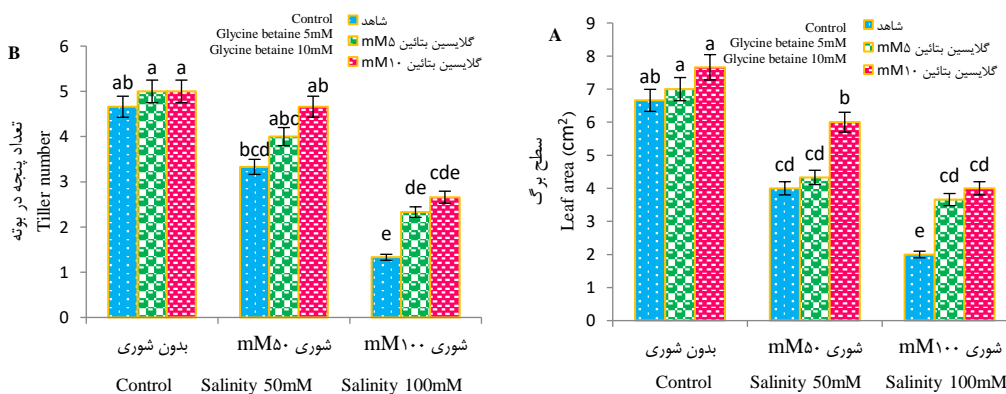 B
Control
Glycine betaine 5mM
Glycine betaine 10mM
شاهد
گلایسین بتائین mM۵
گلایسین بتائین mM۱۰
تعداد پنجه در بوته
Tiller number
6
5
4
3
2
1
0
ab a a
bcd abc ab
e de cde
بدون شوری
شوری mM۵۰
شوری mM۱۰۰
Control Salinity 50mM Salinity 100mM
A
Control
Glycine betaine 5mM
Glycine betaine 10mM
شاهد
گلایسین بتائین mM۵
گلایسین بتائین mM۱۰
سطح برگ
Leaf area (cm²)
9
8
7
6
5
4
3
2
1
0
ab a a
cd cd b
e cd cd
بدون شوری
شوری mM۵۰
شوری mM۱۰۰
Control Salinity 50mM Salinity 100mM